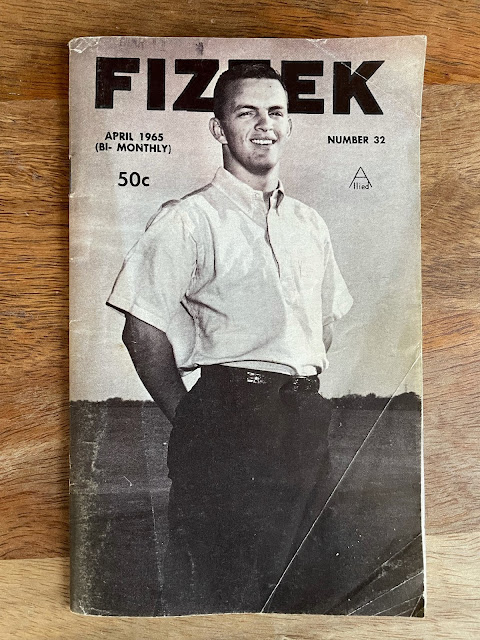 FIZEEK
APRIL 1965
(BI- MONTHLY)
NUMBER 32
50c
Allied